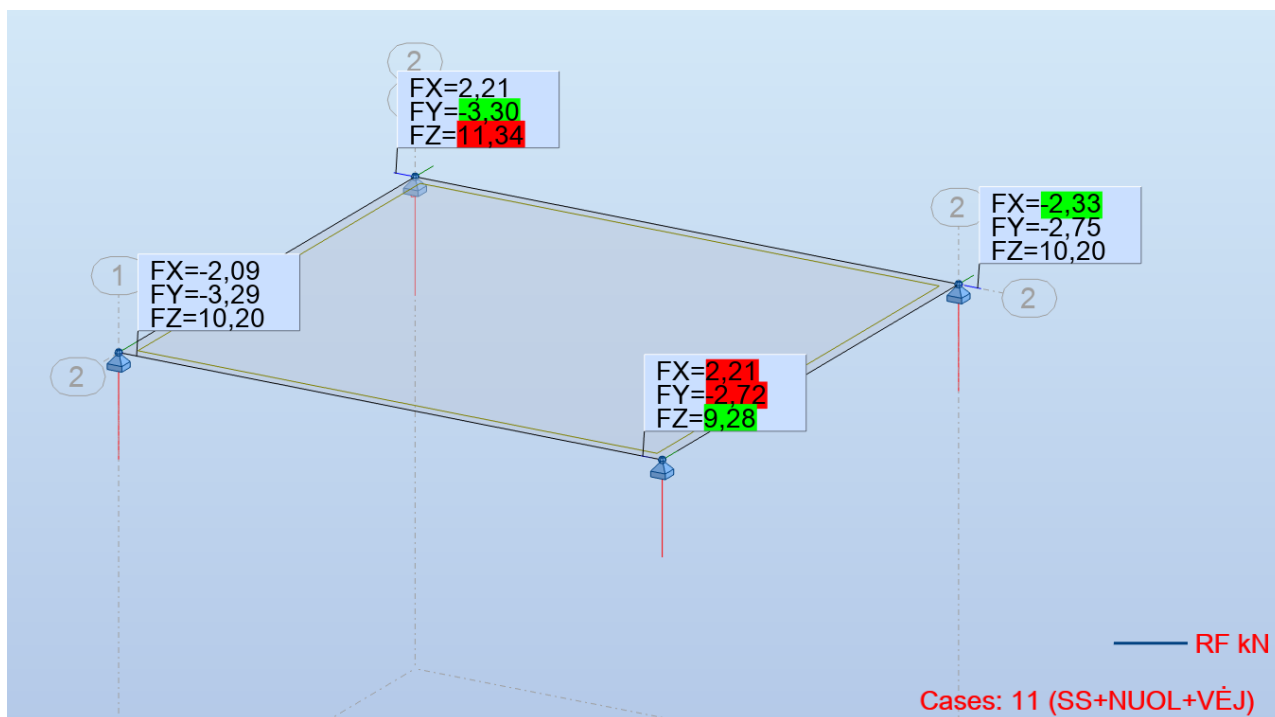 2
FX=2,21
FY=-3,30
FZ=11,34
2
FX=-2,33
FY=-2,75
FZ=10,20
2
1
FX=-2,09
FY=-3,29
FZ=10,20
2
FX=2,21
FY=-2,72
FZ=9,28
RF kN
Cases: 11 (SS+NUOL+VĖJ)